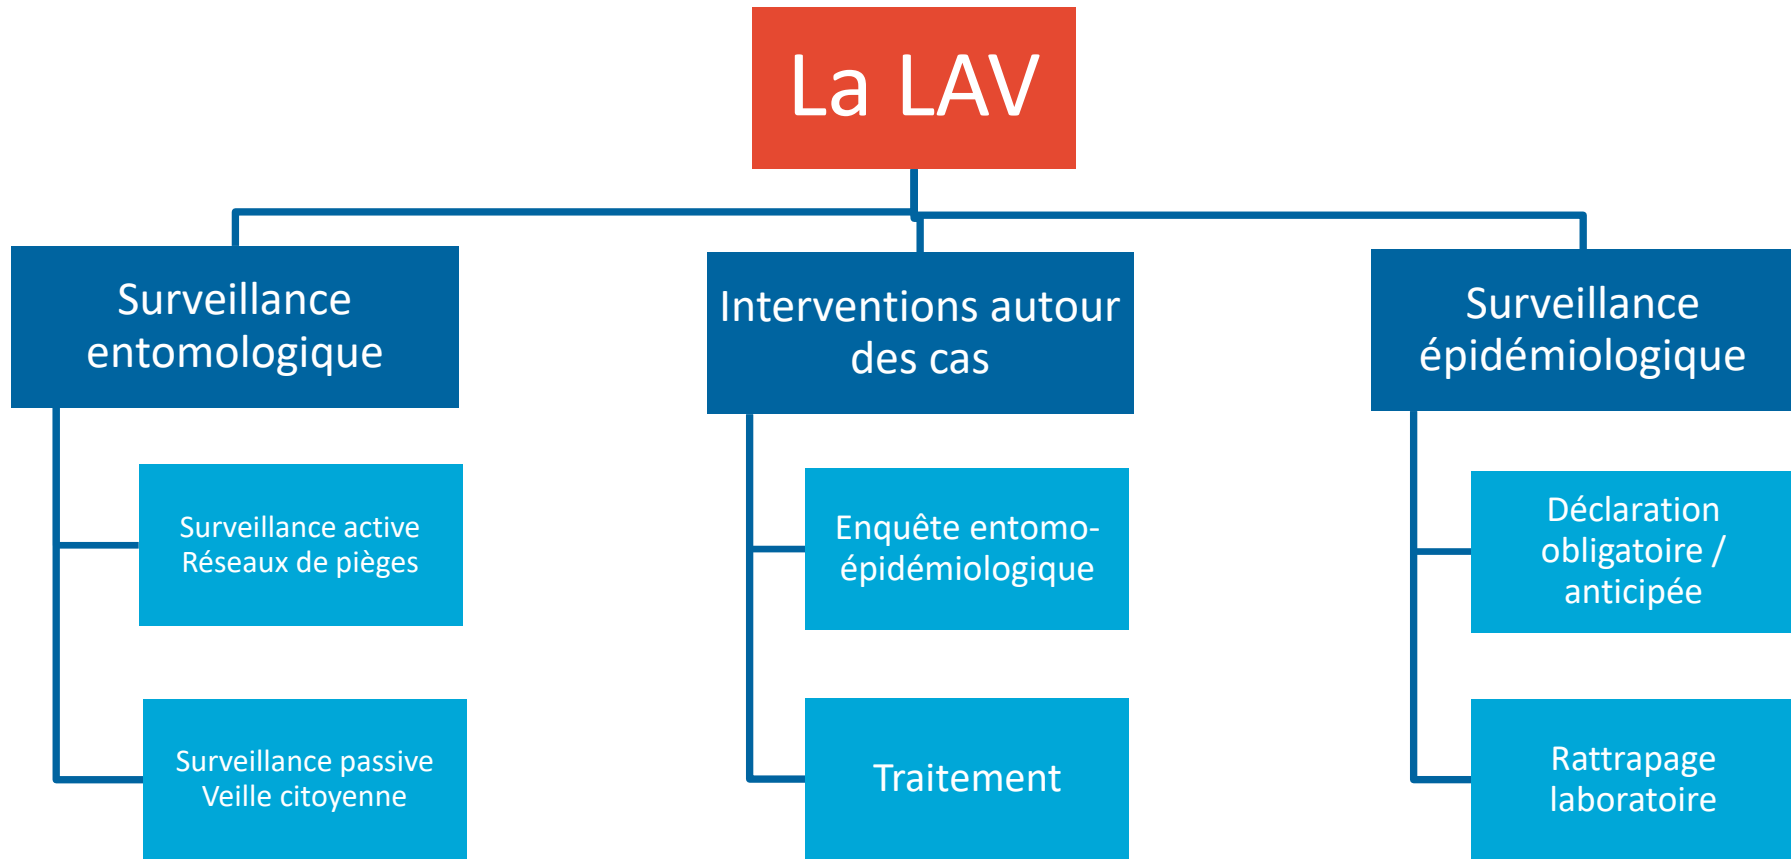 La LAV
Surveillance
entomologique
Surveillance active
Réseaux de pièges
Surveillance passive
Veille citoyenne
Interventions autour
des cas
Enquête entomo-
épidémiologique
Traitement
Surveillance
épidémiologique
Déclaration
obligatoire /
anticipée
Rattrapage
laboratoire